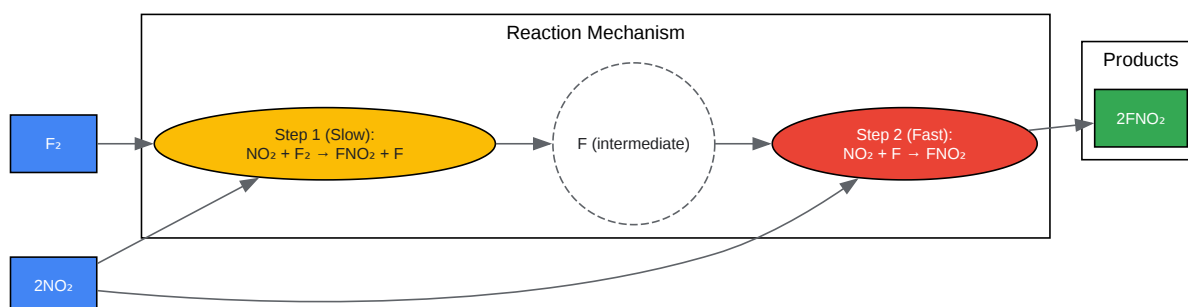 Reaction Mechanism
Products
F₂
Step 1 (Slow):
NO₂ + F₂ → FNO₂ + F
F (intermediate)
Step 2 (Fast):
NO₂ + F → FNO₂
2FNO₂
2NO₂